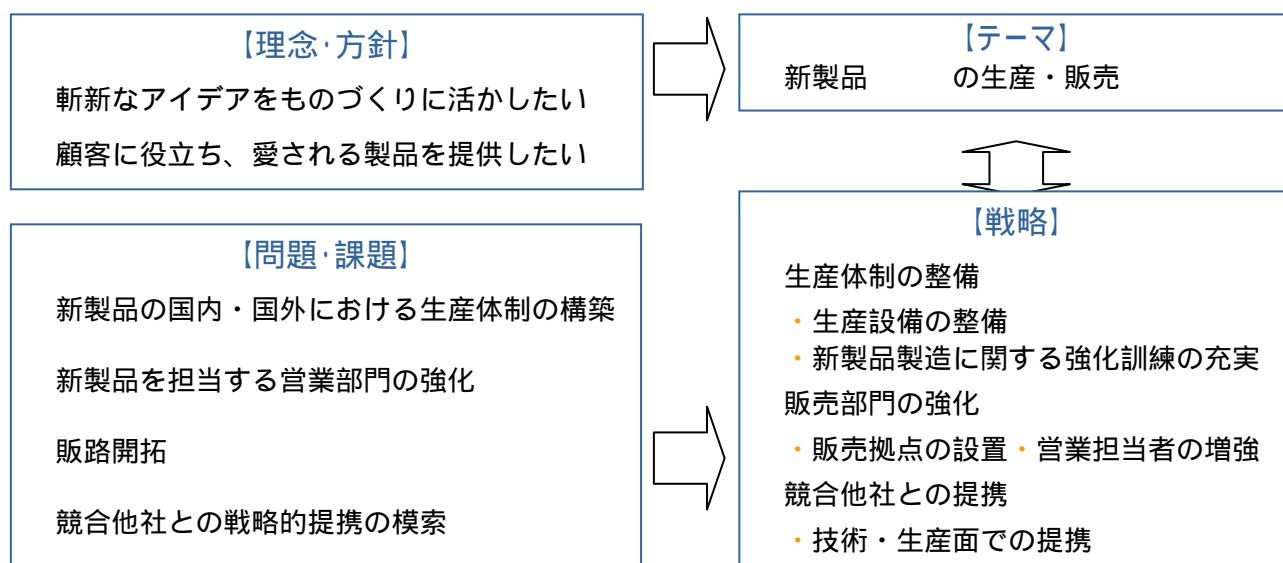 【理念・方針】
斬新なアイデアをものづくりに活かしたい
顧客に役立ち、愛される製品を提供したい
【テーマ】
新製品　　　の生産・販売
【問題・課題】
新製品の国内・国外における生産体制の構築
新製品を担当する営業部門の強化
販路開拓
競合他社との戦略的提携の模索
【戦略】
生産体制の整備
・生産設備の整備
・新製品製造に関する強化訓練の充実
販売部門の強化
・販売拠点の設置・営業担当者の増強
競合他社との提携
・技術・生産面での提携